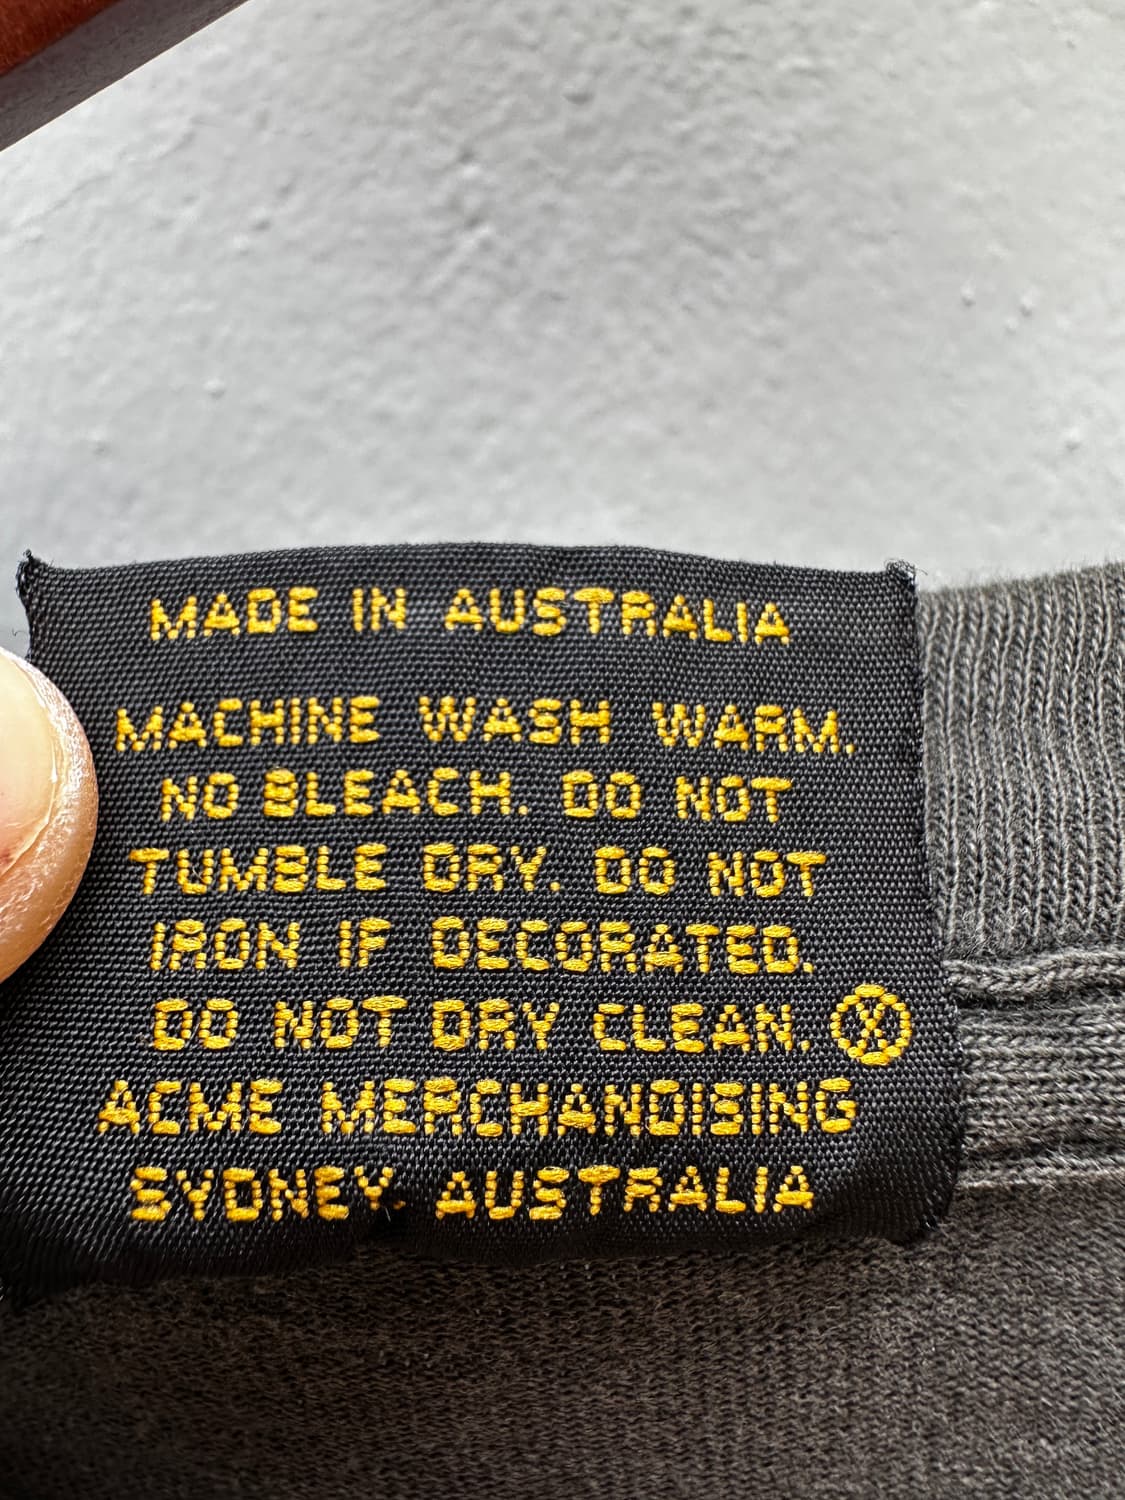 MADE IN AUSTRALIA
MACHINE WASH WARM.
NO BLEACH. DO NOT
TUMBLE DRY. DO NOT
IRON IF DECORATED.
DO NOT DRY CLEAN. Ⓧ
ACME MERCHANDISING
SYDNEY. AUSTRALIA